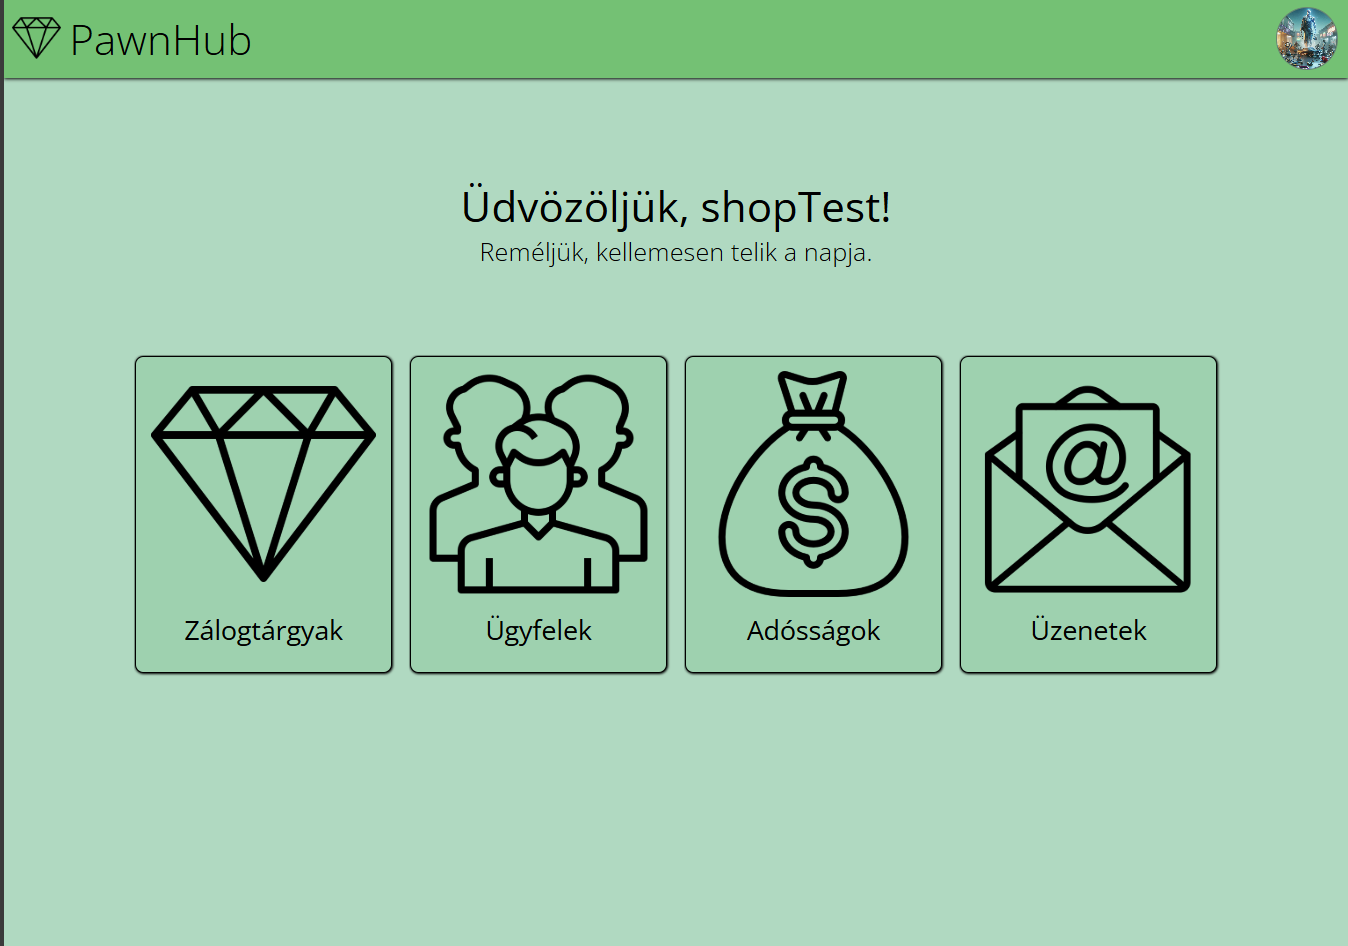 PawnHub
Üdvözöljük, shopTest!
Reméljük, kellemesen telik a napja.
Zálogtárgyak
Ügyfelek
Adósságok
Üzenetek